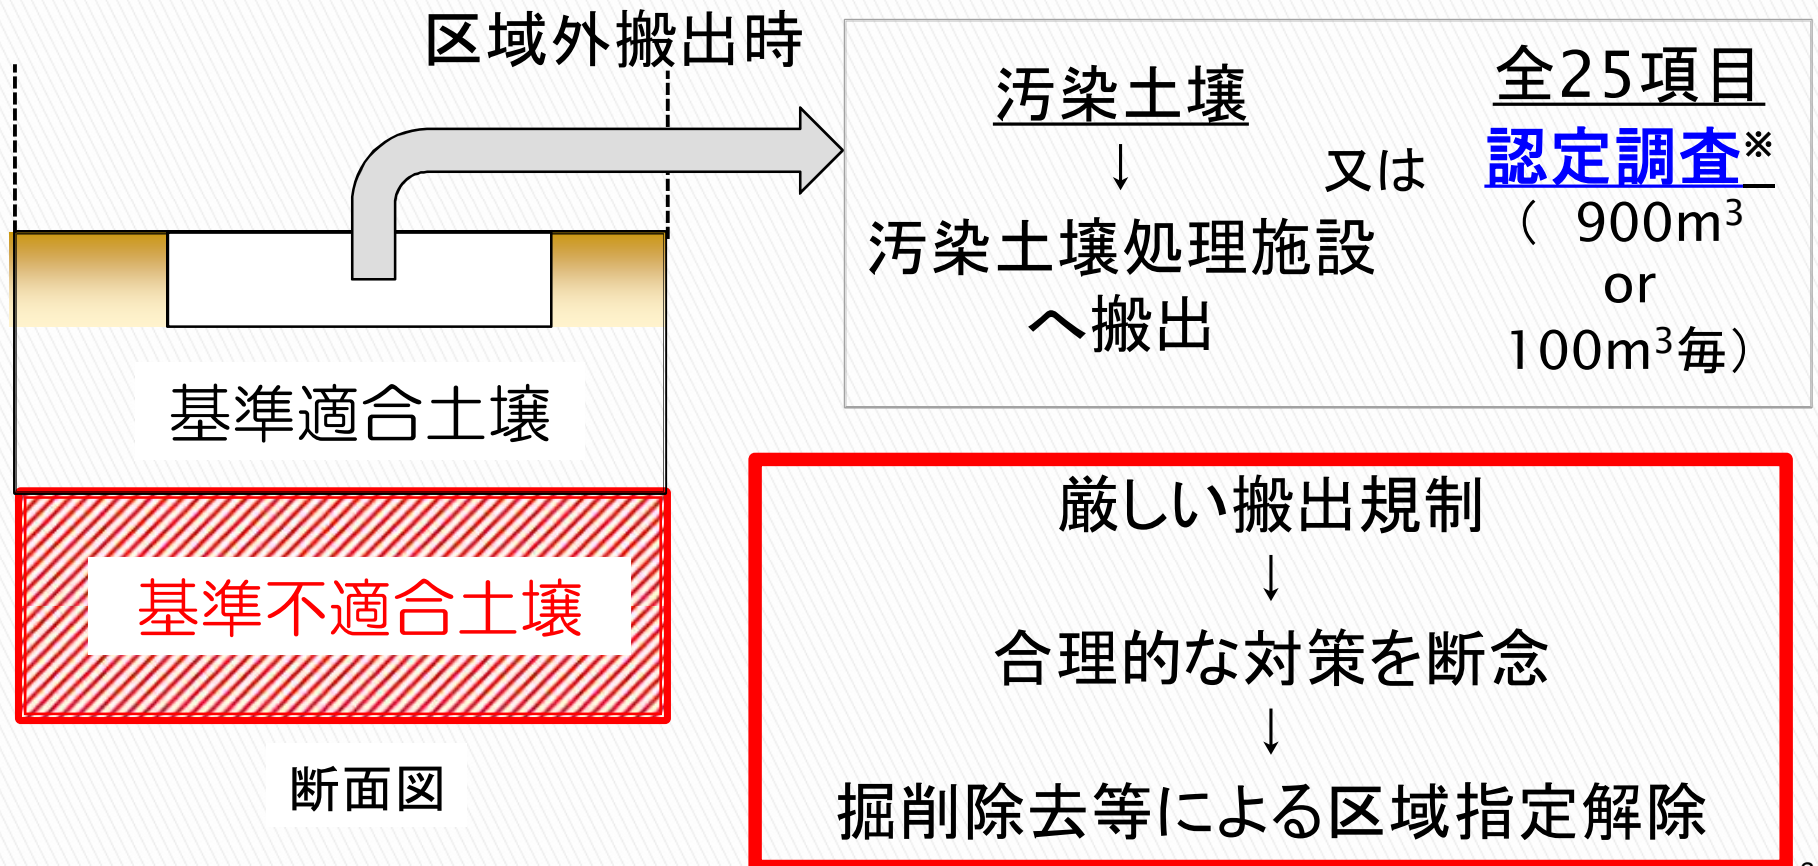 区域外搬出時
汚染土壌
↓
汚染土壌処理施設
へ搬出
又は
全25項目
認定調査※
（ 900m³
or
100m³毎）
基準適合土壌
基準不適合土壌
断面図
厳しい搬出規制
↓
合理的な対策を断念
↓
掘削除去等による区域指定解除